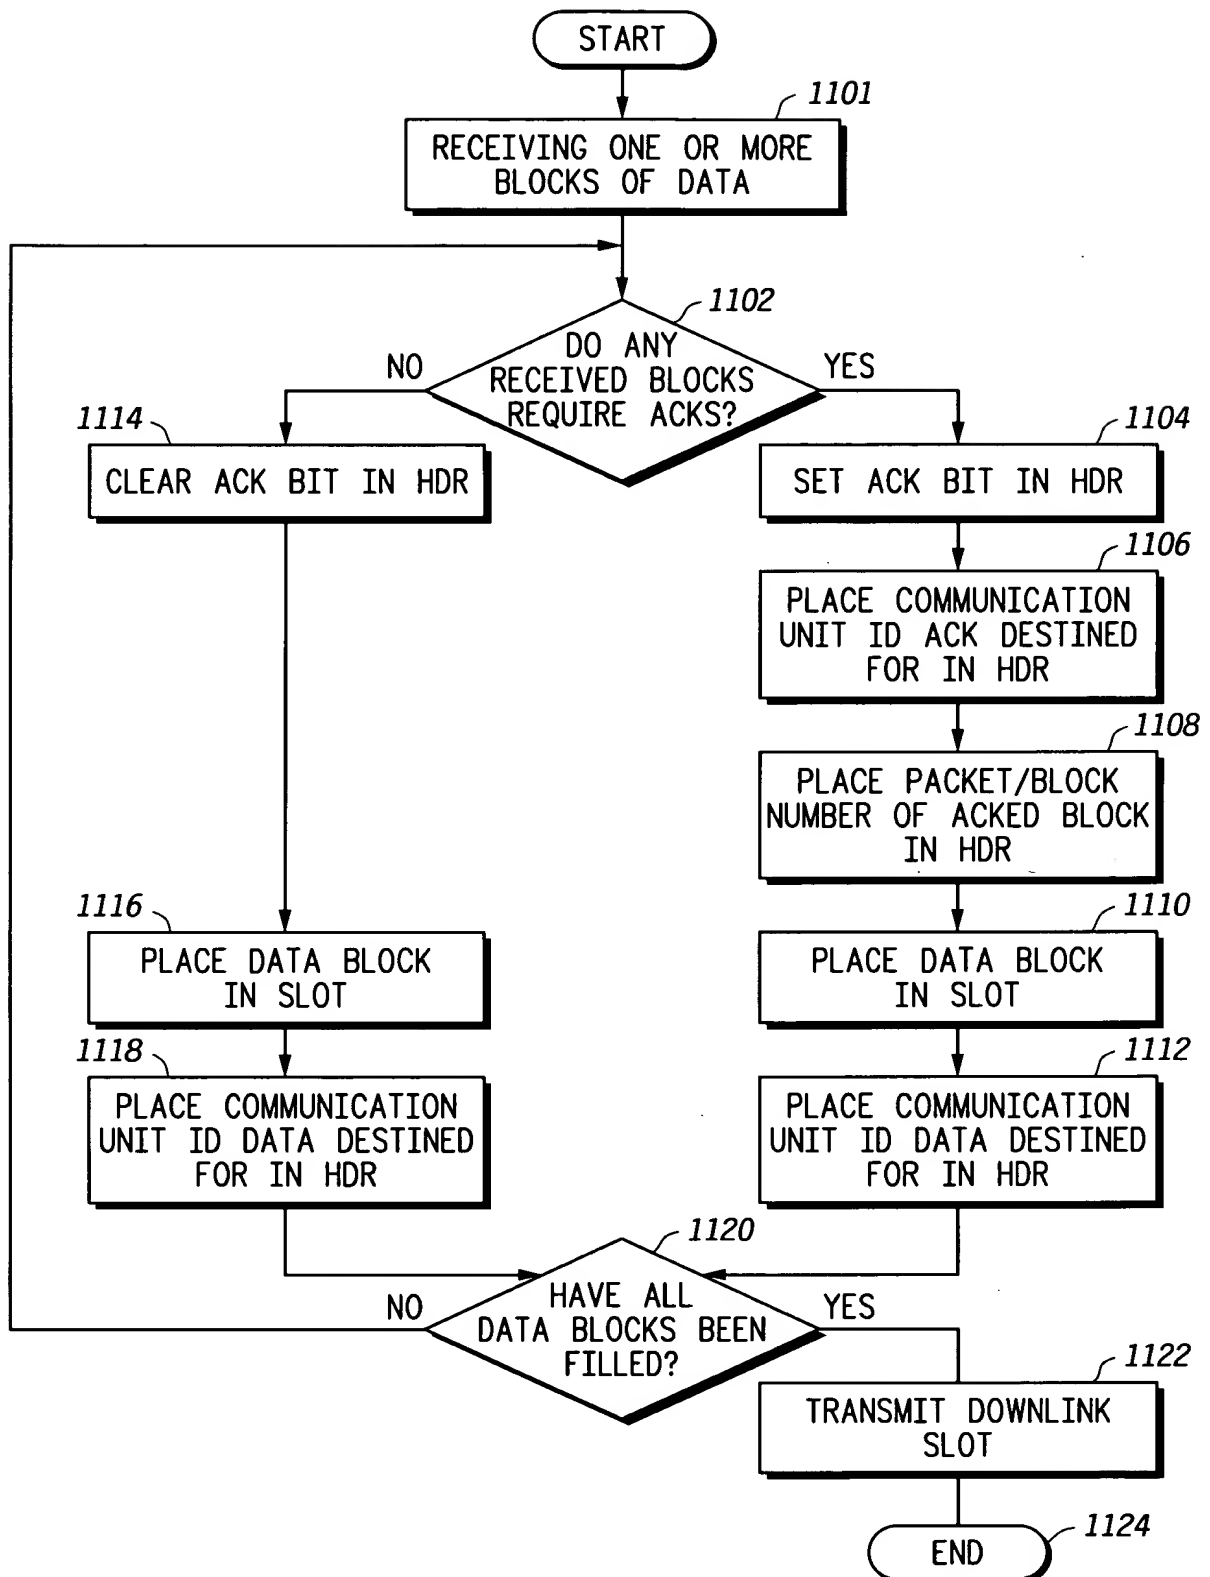 START
1101
RECEIVING ONE OR MORE
BLOCKS OF DATA
1102
DO ANY
RECEIVED BLOCKS
REQUIRE ACKS?
NO
YES
1114
CLEAR ACK BIT IN HDR
1104
SET ACK BIT IN HDR
1106
PLACE COMMUNICATION
UNIT ID ACK DESTINED
FOR IN HDR
1108
PLACE PACKET/BLOCK
NUMBER OF ACKED BLOCK
IN HDR
1116
PLACE DATA BLOCK
IN SLOT
1110
PLACE DATA BLOCK
IN SLOT
1118
PLACE COMMUNICATION
UNIT ID DATA DESTINED
FOR IN HDR
1112
PLACE COMMUNICATION
UNIT ID DATA DESTINED
FOR IN HDR
1120
HAVE ALL
DATA BLOCKS BEEN
FILLED?
NO
YES
1122
TRANSMIT DOWNLINK
SLOT
1124
END